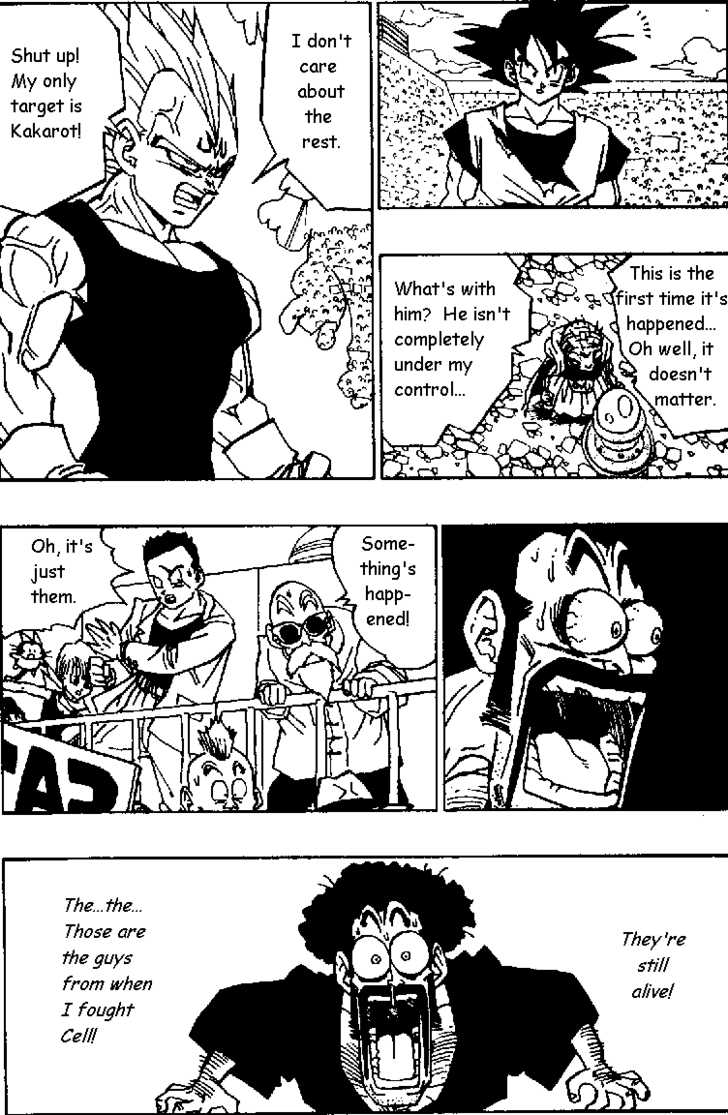 Shut up!
My only
target is
Kakarot!
I don't
care
about
the
rest.
What's with
him? He isn't
completely
under my
control...
This is the
first time it's
happened...
Oh well, it
doesn't
matter.
Oh, it's
just
them.
Some-
thing's
happ-
ened!
The...the...
Those are
the guys
from when
I fought
Cell!
They're
still
alive!